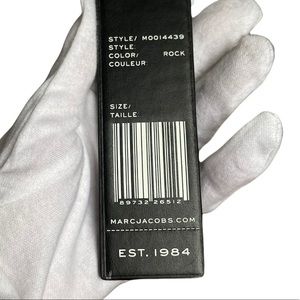 STYLE/ M0014439
STYLE:
COLOR/ ROCK
COULEUR
SIZE/
TAILLE:
89732 26512
MARCJACOBS.COM
EST. 1984